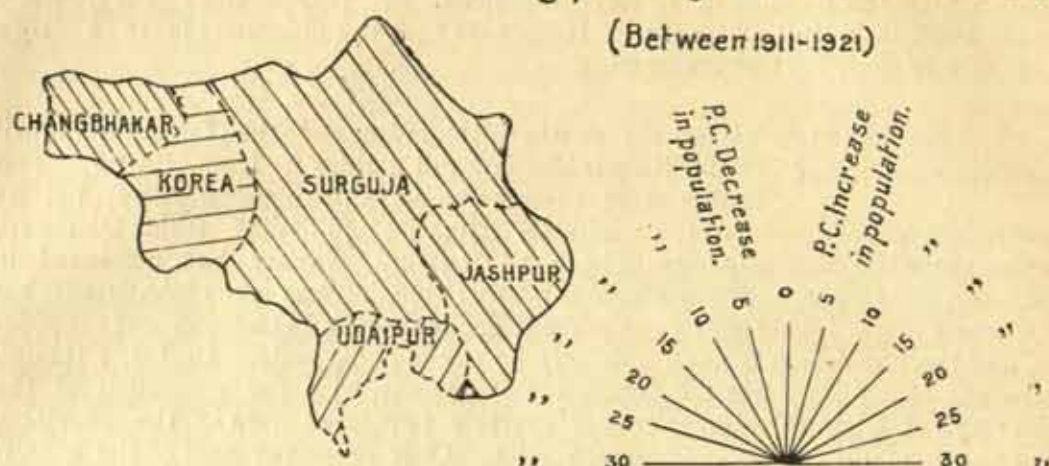 (Between 1911-1921)
CHANGBHAKAR,
KOREA
SURGUJA
JASHPUR
UDAIPUR
P.C. Decrease
in population.
P.C. Increase
in population.
" "
" "
" "
" "
" "
30 25 20 15 10 5 0 5 10 15 20 25 30